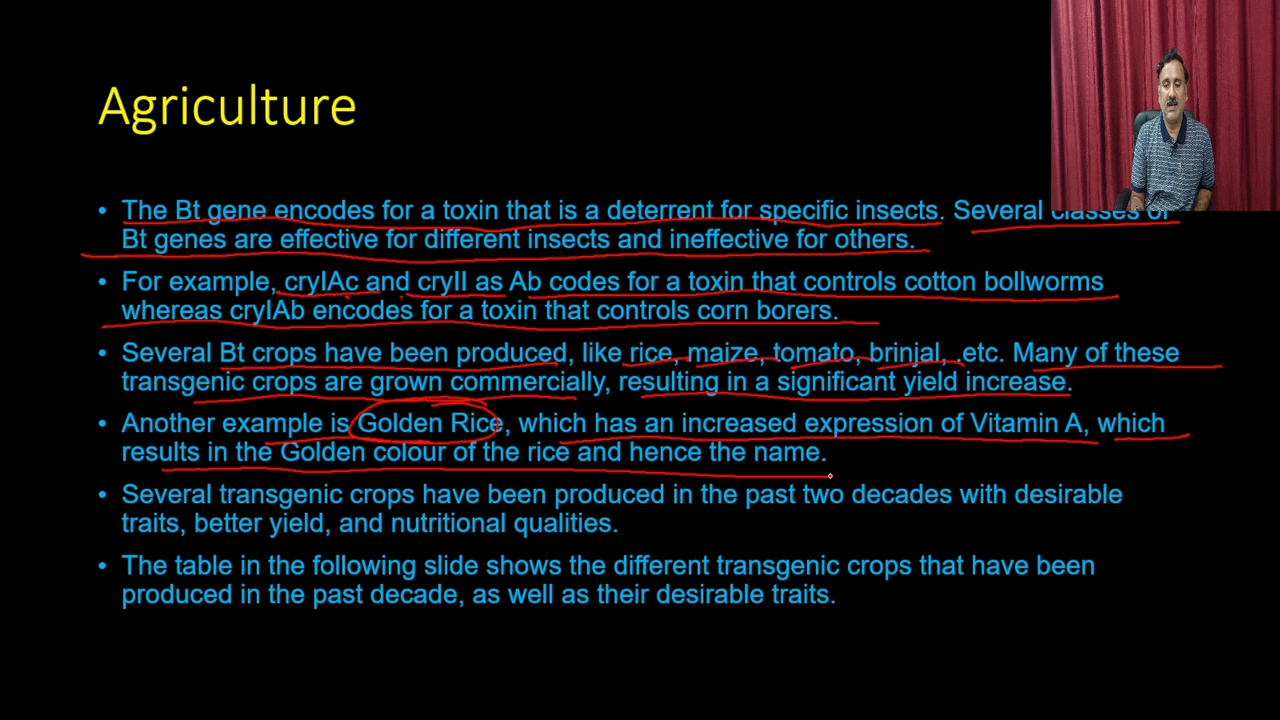 Agriculture
• The Bt gene encodes for a toxin that is a deterrent for specific insects. Several classes of
Bt genes are effective for different insects and ineffective for others.
• For example, cryIAc and cryII as Ab codes for a toxin that controls cotton bollworms
whereas cryIAb encodes for a toxin that controls corn borers.
• Several Bt crops have been produced, like rice, maize, tomato, brinjal, .etc. Many of these
transgenic crops are grown commercially, resulting in a significant yield increase.
• Another example is Golden Rice, which has an increased expression of Vitamin A, which
results in the Golden colour of the rice and hence the name.
• Several transgenic crops have been produced in the past two decades with desirable
traits, better yield, and nutritional qualities.
• The table in the following slide shows the different transgenic crops that have been
produced in the past decade, as well as their desirable traits.